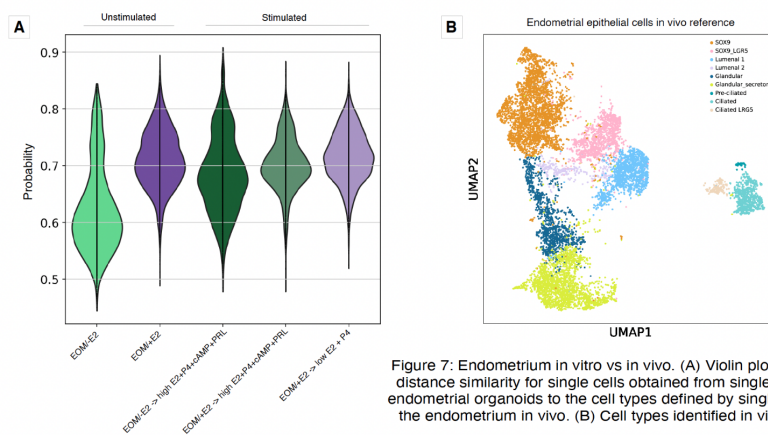 A
Unstimulated
Stimulated
Probability
0.9
0.8
0.7
0.6
0.5
EOM/-E2
EOM/+E2
EOM/-E2 -> high E2+P4+cAMP+PRL
EOM/+E2 -> high E2+P4+cAMP+PRL
EOM/+E2 -> low E2 + P4
B
Endometrial epithelial cells in vivo reference
SOX9
SOX9_LGR5
Lumenal 1
Lumenal 2
Glandular
Glandular_secretor
Pre-ciliated
Ciliated
Ciliated LRG5
UMAP2
UMAP1
Figure 7: Endometrium in vitro vs in vivo. (A) Violin plo
distance similarity for single cells obtained from single
endometrial organoids to the cell types defined by sing
the endometrium in vivo. (B) Cell types identified in vi